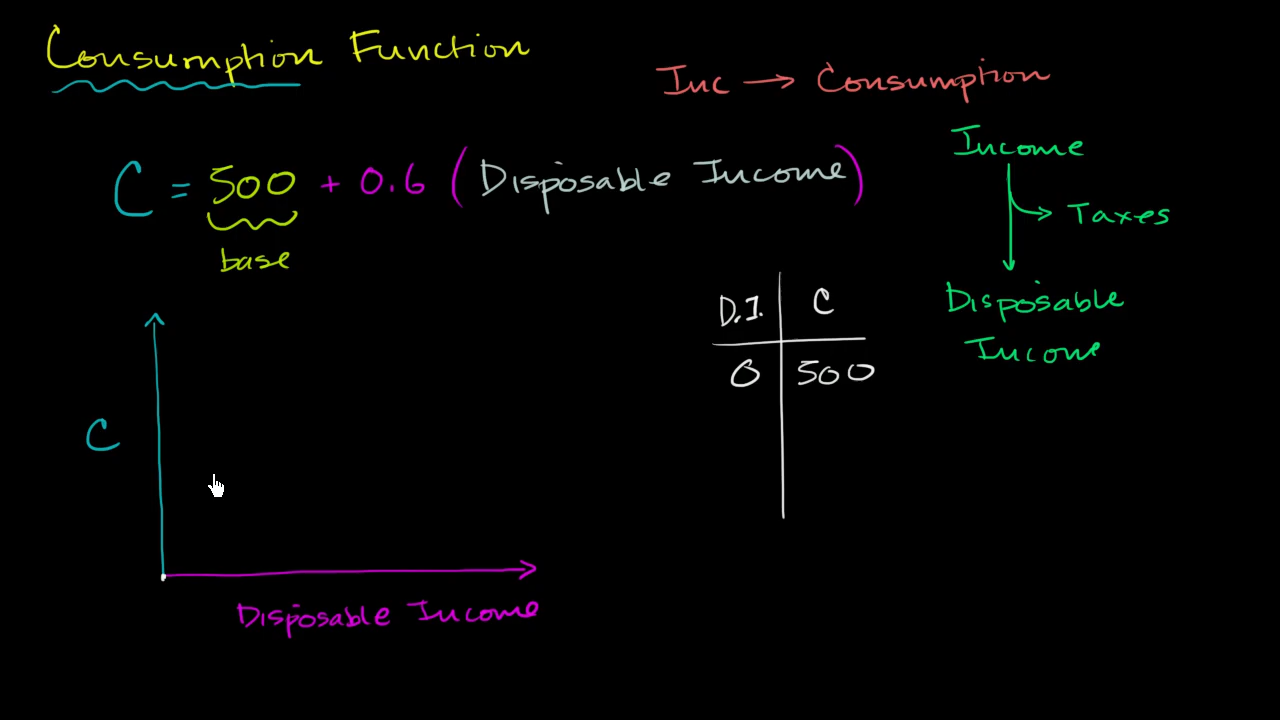 Consumption Function
Inc → Consumption
C = 500 + 0.6 (Disposable Income)
base
Income
Taxes
Disposable
Income
D.I. C
0 500
C
Disposable Income